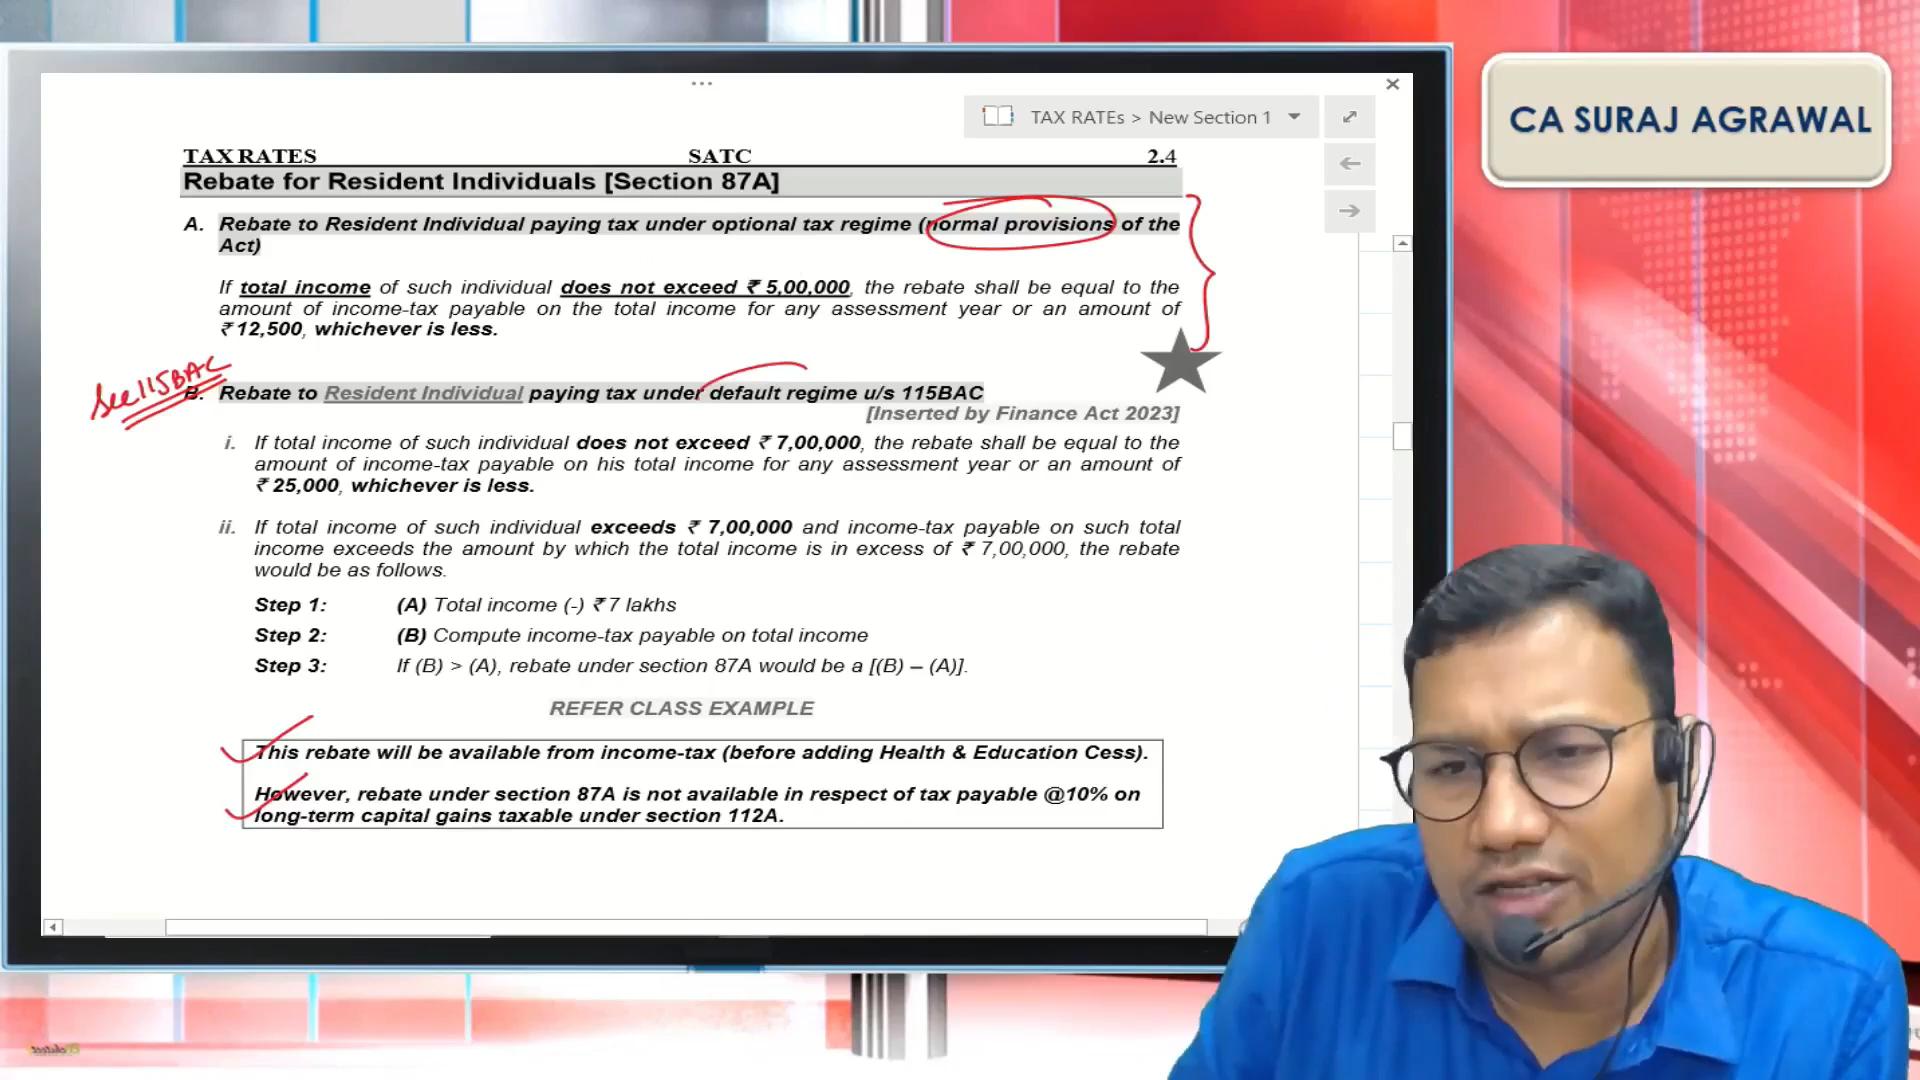 CA SURAJ AGRAWAL
TAX RATEs > New Section 1
TAX RATES SATC 2.4
Rebate for Resident Individuals [Section 87A]
A. Rebate to Resident Individual paying tax under optional tax regime (normal provisions of the
Act)
If total income of such individual does not exceed ₹ 5,00,000, the rebate shall be equal to the
amount of income-tax payable on the total income for any assessment year or an amount of
₹ 12,500, whichever is less.
See 115BAC
B. Rebate to Resident Individual paying tax under default regime u/s 115BAC
[Inserted by Finance Act 2023]
i. If total income of such individual does not exceed ₹ 7,00,000, the rebate shall be equal to the
amount of income-tax payable on his total income for any assessment year or an amount of
₹ 25,000, whichever is less.
ii. If total income of such individual exceeds ₹ 7,00,000 and income-tax payable on such total
income exceeds the amount by which the total income is in excess of ₹ 7,00,000, the rebate
would be as follows.
Step 1: (A) Total income (-) ₹ 7 lakhs
Step 2: (B) Compute income-tax payable on total income
Step 3: If (B) > (A), rebate under section 87A would be a [(B) – (A)].
REFER CLASS EXAMPLE
This rebate will be available from income-tax (before adding Health & Education Cess).
However, rebate under section 87A is not available in respect of tax payable @10% on
long-term capital gains taxable under section 112A.